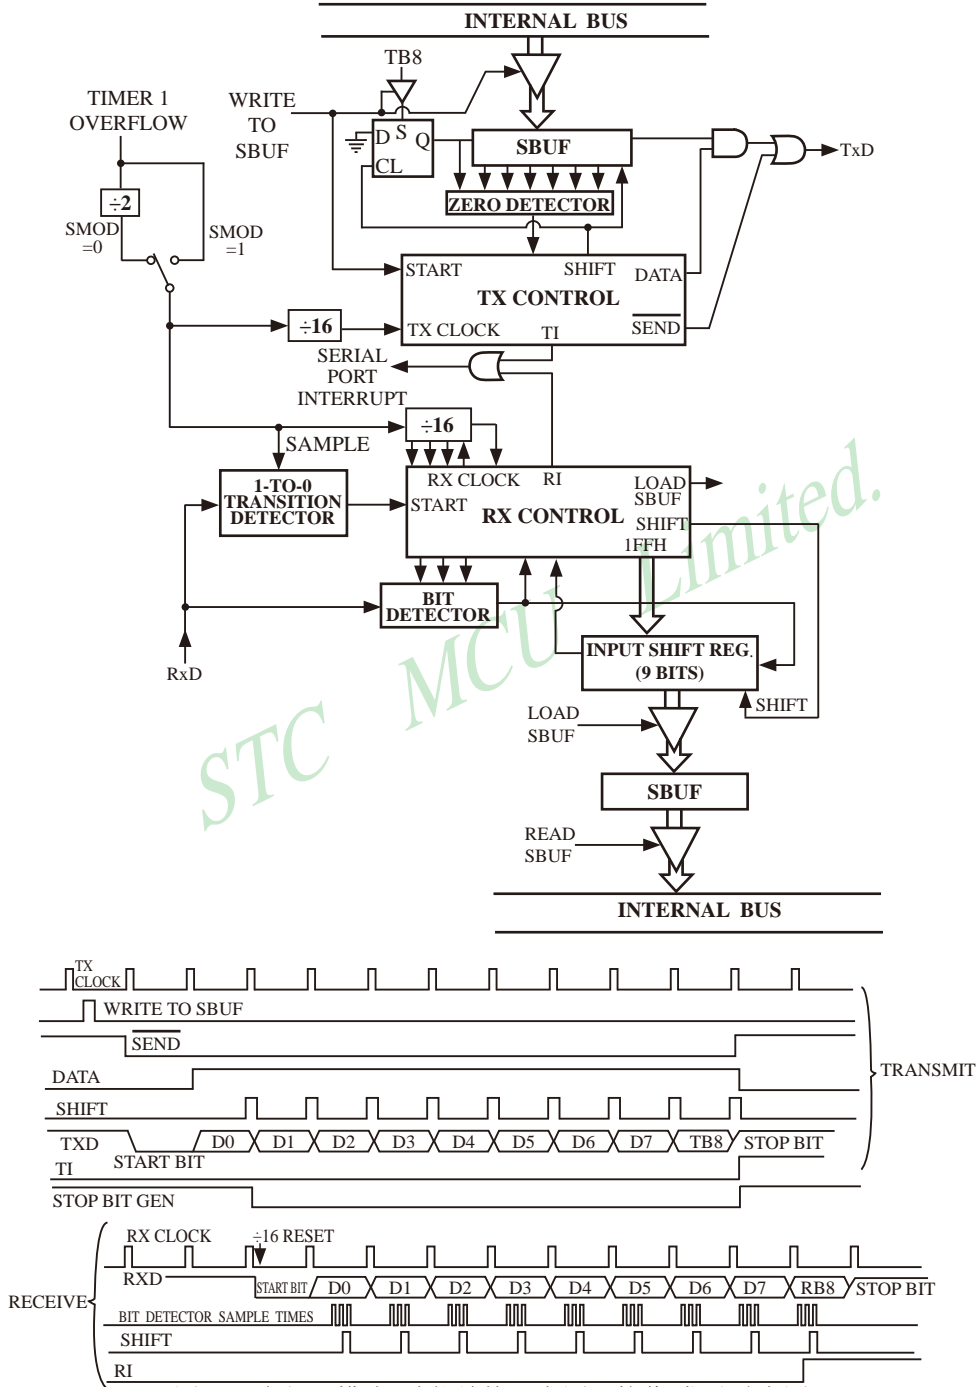 INTERNAL BUS
TB8
TIMER 1
OVERFLOW
WRITE
TO
SBUF
D S Q
CL
SBUF
TxD
÷2
ZERO DETECTOR
SMOD
=0
SMOD
=1
START
SHIFT
DATA
TX CONTROL
÷16
TX CLOCK
TI
SEND
SERIAL
PORT
INTERRUPT
÷16
SAMPLE
1-TO-0
TRANSITION
DETECTOR
RX CLOCK
RI
LOAD
SBUF
START
RX CONTROL
SHIFT
1FFH
BIT
DETECTOR
INPUT SHIFT REG.
(9 BITS)
RxD
SHIFT
LOAD
SBUF
SBUF
READ
SBUF
INTERNAL BUS
STC MCU Limited.
TX
CLOCK
WRITE TO SBUF
SEND
DATA
TRANSMIT
SHIFT
TXD
START BIT
D0 D1 D2 D3 D4 D5 D6 D7 TB8 STOP BIT
TI
STOP BIT GEN
RX CLOCK
÷16 RESET
RXD
START BIT D0 D1 D2 D3 D4 D5 D6 D7 RB8 STOP BIT
RECEIVE
BIT DETECTOR SAMPLE TIMES
SHIFT
RI